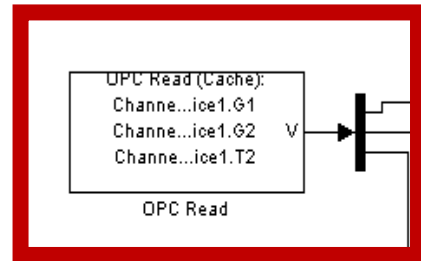 OPC Read (Cache):
Channe...ice1.G1
Channe...ice1.G2
V
Channe...ice1.T2
OPC Read